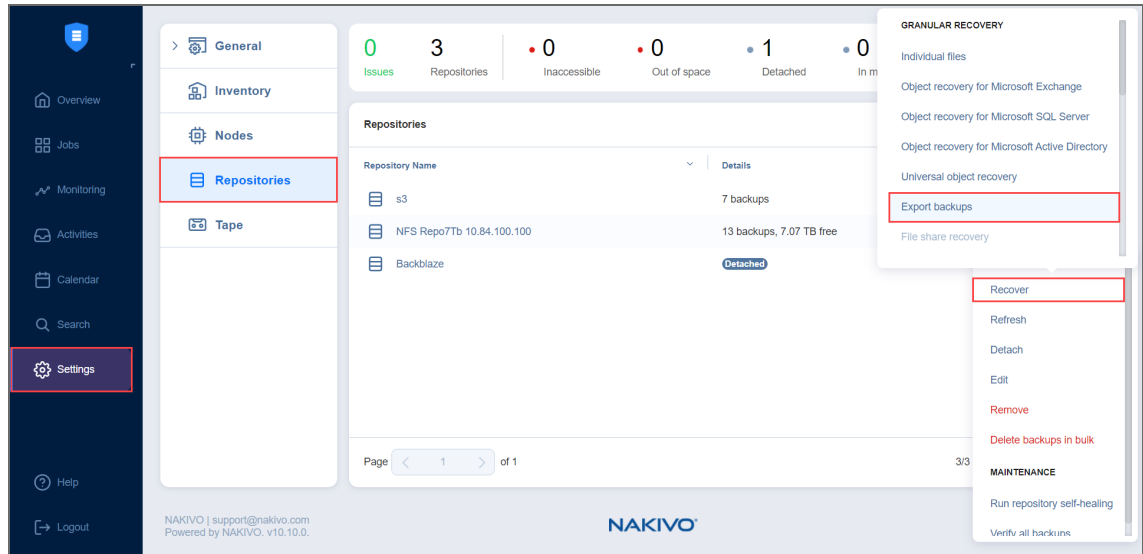 Overview
Jobs
Monitoring
Activities
Calendar
Search
Settings
Help
Logout
General
Inventory
Nodes
Repositories
Tape
NAKIVO | support@nakivo.com
Powered by NAKIVO. v10.10.0.
0 3 0 0 1 0
Issues Repositories Inaccessible Out of space Detached In m
Repositories
Repository Name Details
s3 7 backups
NFS Repo7Tb 10.84.100.100 13 backups, 7.07 TB free
Backblaze Detached
Page 1 of 1 3/3
NAKIVO®
GRANULAR RECOVERY
Individual files
Object recovery for Microsoft Exchange
Object recovery for Microsoft SQL Server
Object recovery for Microsoft Active Directory
Universal object recovery
Export backups
File share recovery
Recover
Refresh
Detach
Edit
Remove
Delete backups in bulk
MAINTENANCE
Run repository self-healing
Verify all backups